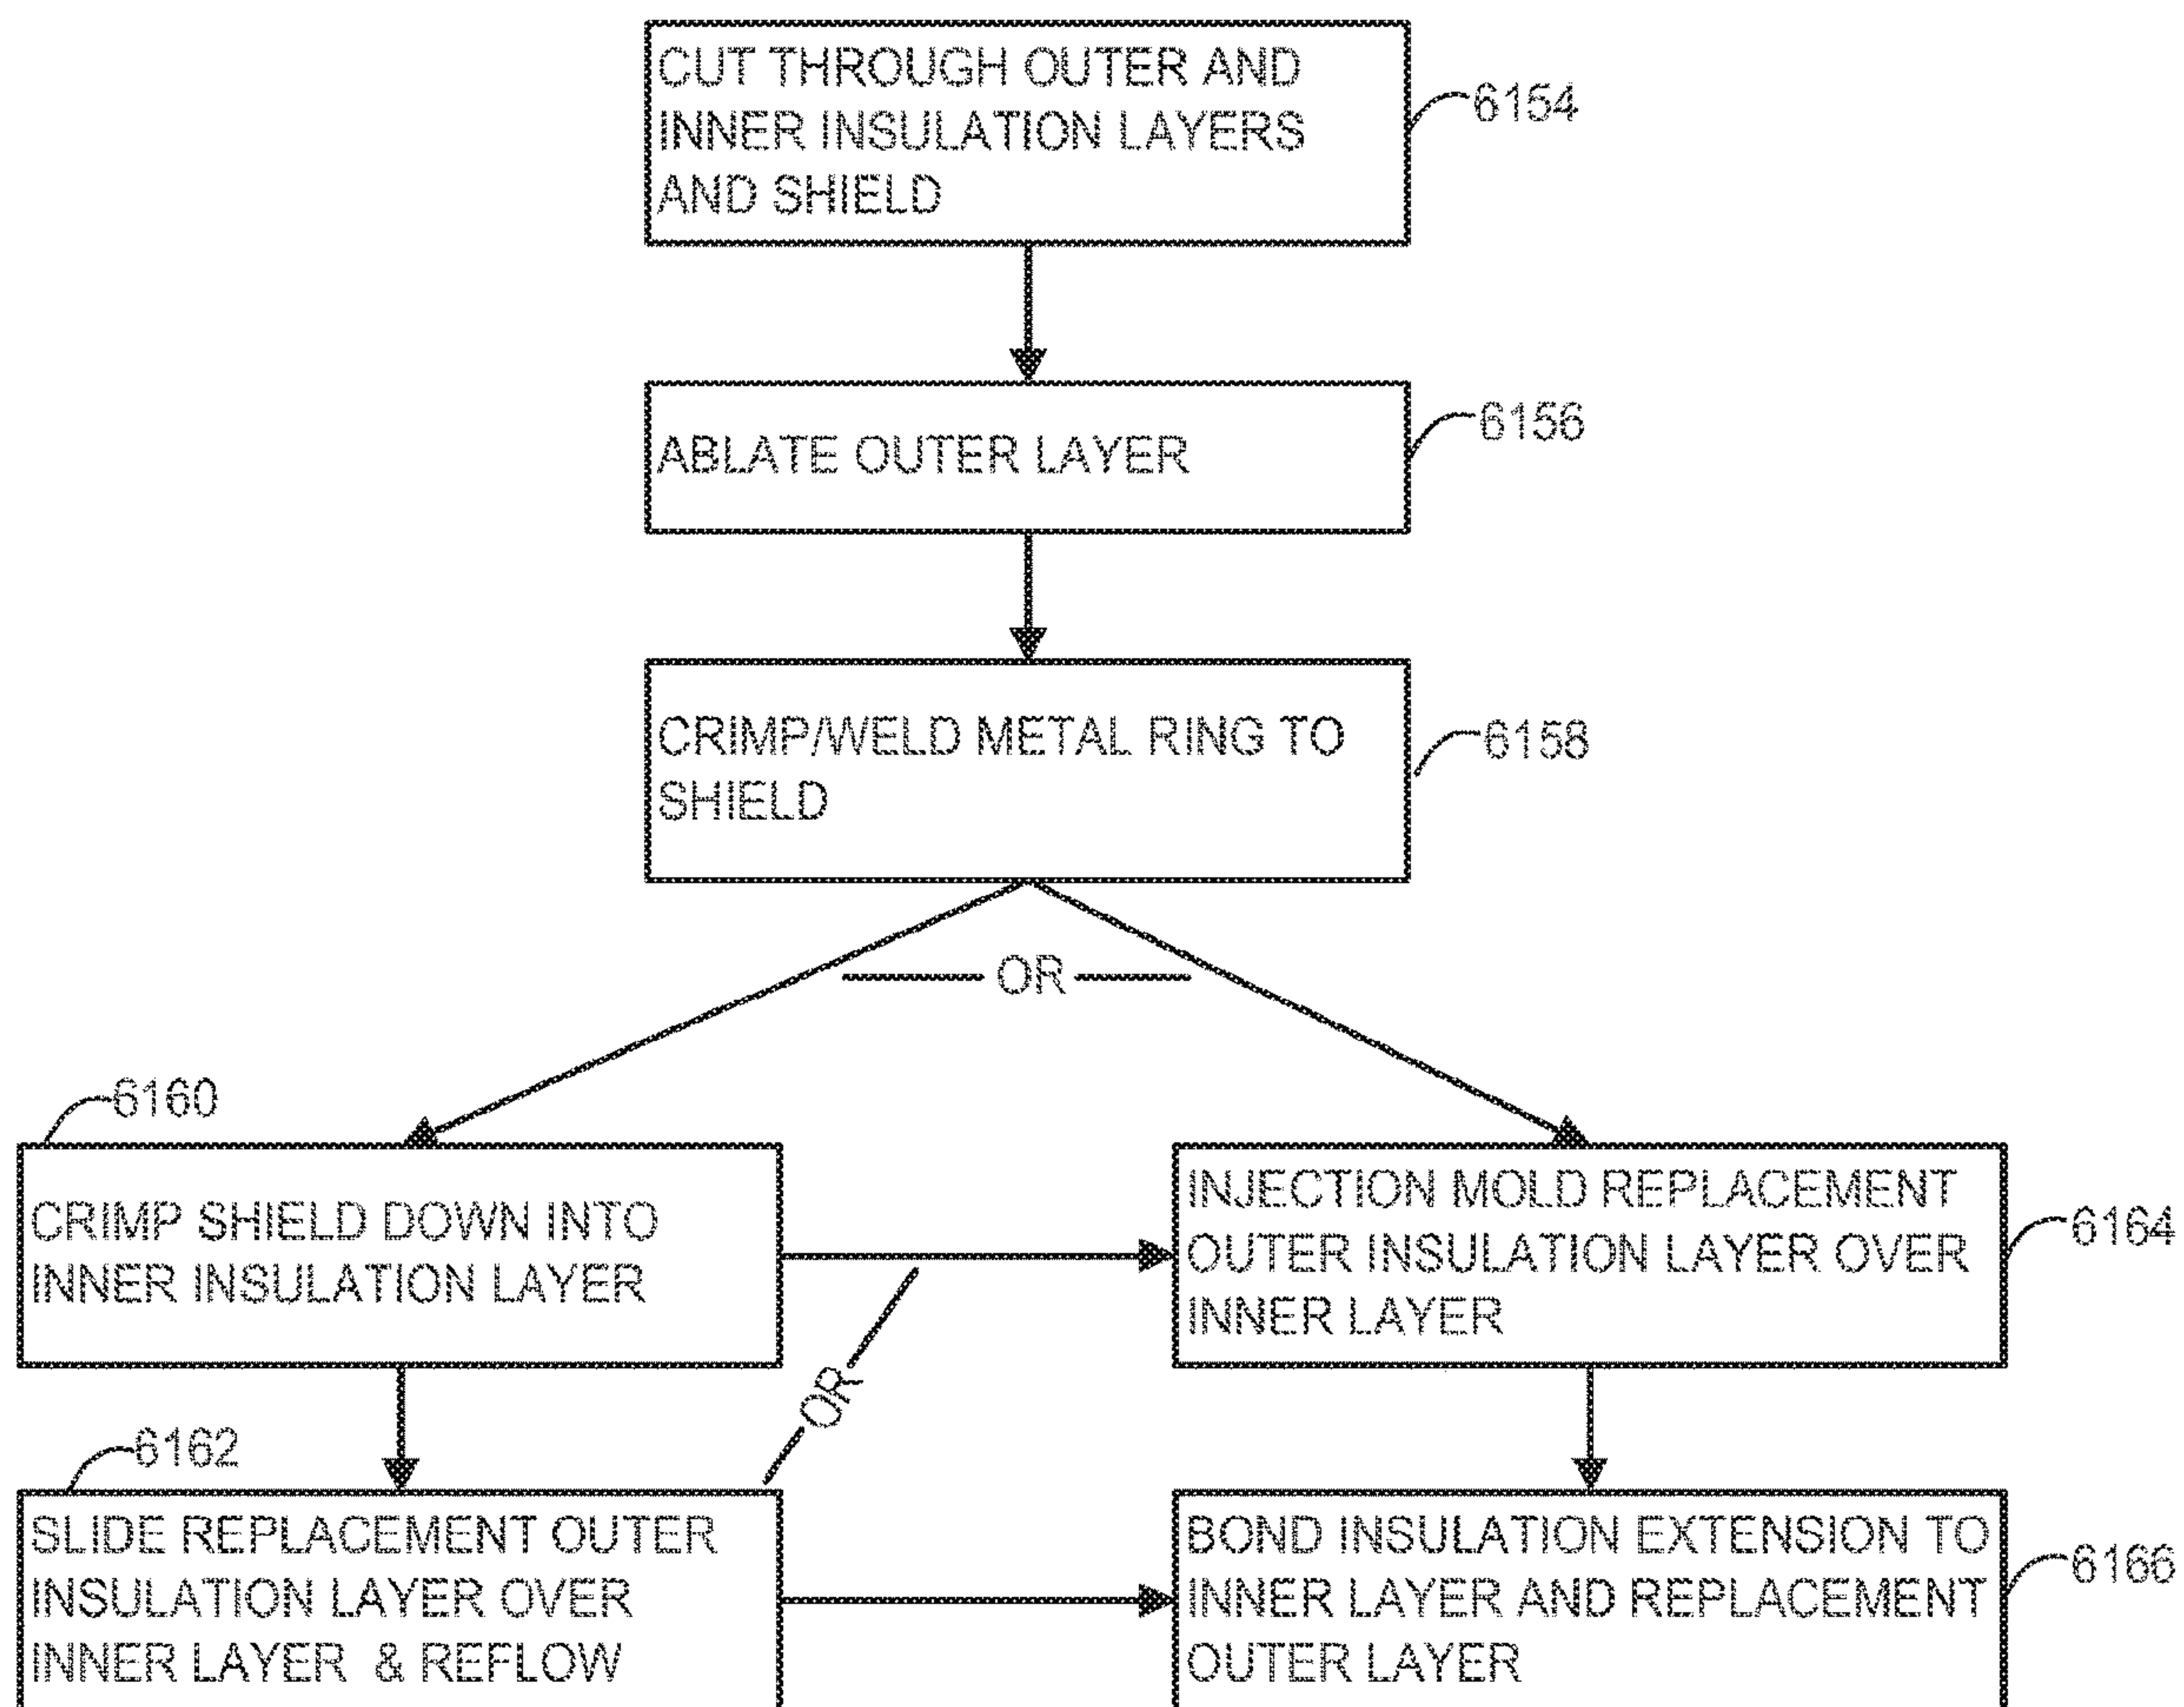 CUT THROUGH OUTER AND
INNER INSULATION LAYERS
AND SHIELD
6154
ABLATE OUTER LAYER
6156
CRIMP/WELD METAL RING TO
SHIELD
6158
OR
6160
CRIMP SHIELD DOWN INTO
INNER INSULATION LAYER
INJECTION MOLD REPLACEMENT
OUTER INSULATION LAYER OVER
INNER LAYER
6164
OR
6162
SLIDE REPLACEMENT OUTER
INSULATION LAYER OVER
INNER LAYER & REFLOW
BOND INSULATION EXTENSION TO
INNER LAYER AND REPLACEMENT
OUTER LAYER
6166